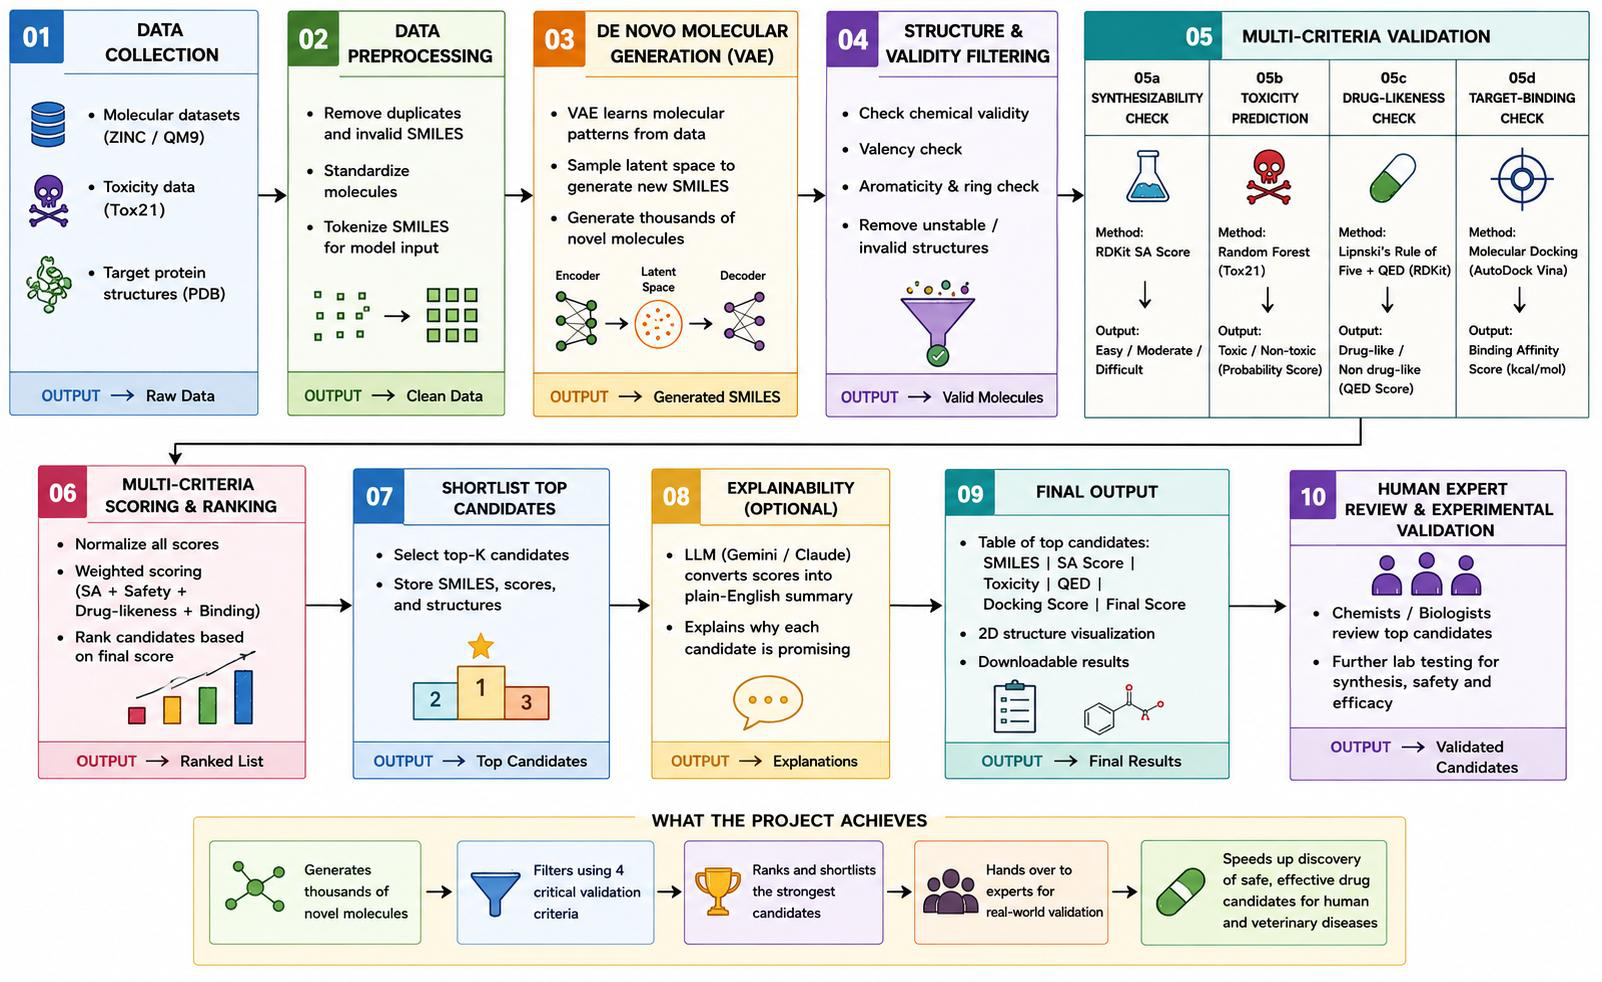 01
DATA
COLLECTION
• Molecular datasets
(ZINC / QM9)
• Toxicity data
(Tox21)
• Target protein
structures (PDB)
OUTPUT → Raw Data
02
DATA
PREPROCESSING
• Remove duplicates
and invalid SMILES
• Standardize
molecules
• Tokenize SMILES
for model input
OUTPUT → Clean Data
03
DE NOVO MOLECULAR
GENERATION (VAE)
• VAE learns molecular
patterns from data
• Sample latent space to
generate new SMILES
• Generate thousands of
novel molecules
Encoder
Latent
Space
Decoder
OUTPUT → Generated SMILES
04
STRUCTURE &
VALIDITY FILTERING
• Check chemical validity
• Valency check
• Aromaticity & ring check
• Remove unstable /
invalid structures
OUTPUT → Valid Molecules
05 MULTI-CRITERIA VALIDATION
05a
SYNTHESIZABILITY
CHECK
Method:
RDKit SA Score
Output:
Easy / Moderate /
Difficult
05b
TOXICITY
PREDICTION
Method:
Random Forest
(Tox21)
Output:
Toxic / Non-toxic
(Probability Score)
05c
DRUG-LIKENESS
CHECK
Method:
Lipnski's Rule of
Five + QED (RDKit)
Output:
Drug-like /
Non drug-like
(QED Score)
05d
TARGET-BINDING
CHECK
Method:
Molecular Docking
(AutoDock Vina)
Output:
Binding Affinity
Score (kcal/mol)
06
MULTI-CRITERIA
SCORING & RANKING
• Normalize all scores
• Weighted scoring
(SA + Safety +
Drug-likeness + Binding)
• Rank candidates based
on final score
OUTPUT → Ranked List
07
SHORTLIST TOP
CANDIDATES
• Select top-K candidates
• Store SMILES, scores,
and structures
2 1 3
OUTPUT → Top Candidates
08
EXPLAINABILITY
(OPTIONAL)
• LLM (Gemini / Claude)
converts scores into
plain-English summary
• Explains why each
candidate is promising
OUTPUT → Explanations
09
FINAL OUTPUT
• Table of top candidates:
SMILES | SA Score |
Toxicity | QED |
Docking Score | Final Score
• 2D structure visualization
• Downloadable results
OUTPUT → Final Results
10
HUMAN EXPERT
REVIEW & EXPERIMENTAL
VALIDATION
• Chemists / Biologists
review top candidates
• Further lab testing for
synthesis, safety and
efficacy
OUTPUT → Validated
Candidates
WHAT THE PROJECT ACHIEVES
Generates
thousands of
novel molecules
Filters using 4
critical validation
criteria
Ranks and shortlists
the strongest
candidates
Hands over to
experts for
real-world validation
Speeds up discovery
of safe, effective drug
candidates for human
and veterinary diseases